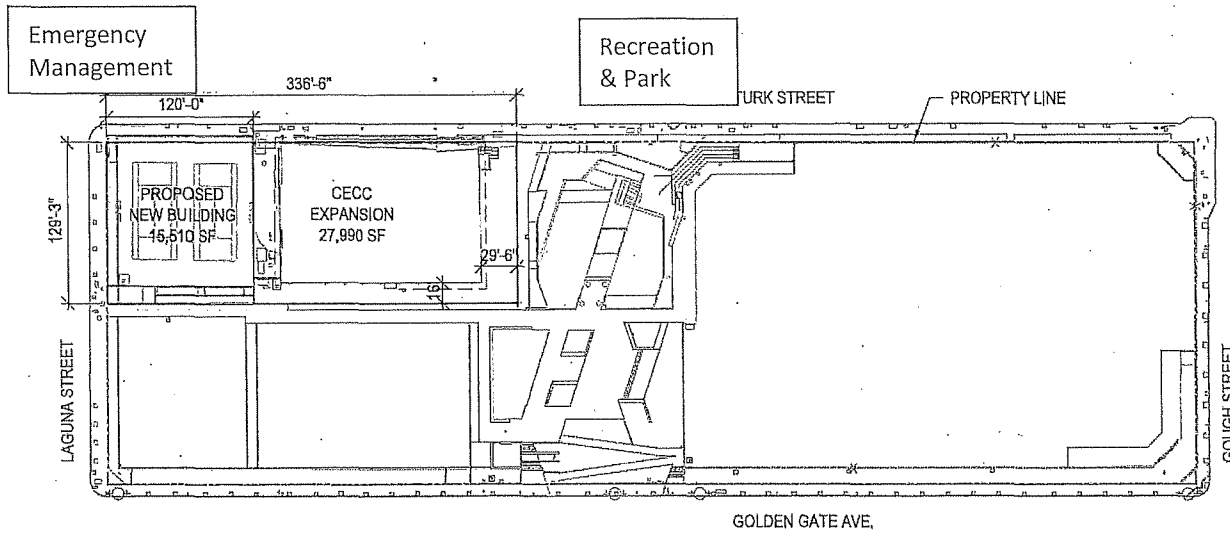 Emergency
Management
Recreation
& Park
336'-6"
120'-0"
TURK STREET
PROPERTY LINE
129'-3"
PROPOSED
NEW BUILDING
15,510 SF
CECC
EXPANSION
27,990 SF
29'-6"
16'
LAGUNA STREET
GOUGH STREET
GOLDEN GATE AVE.